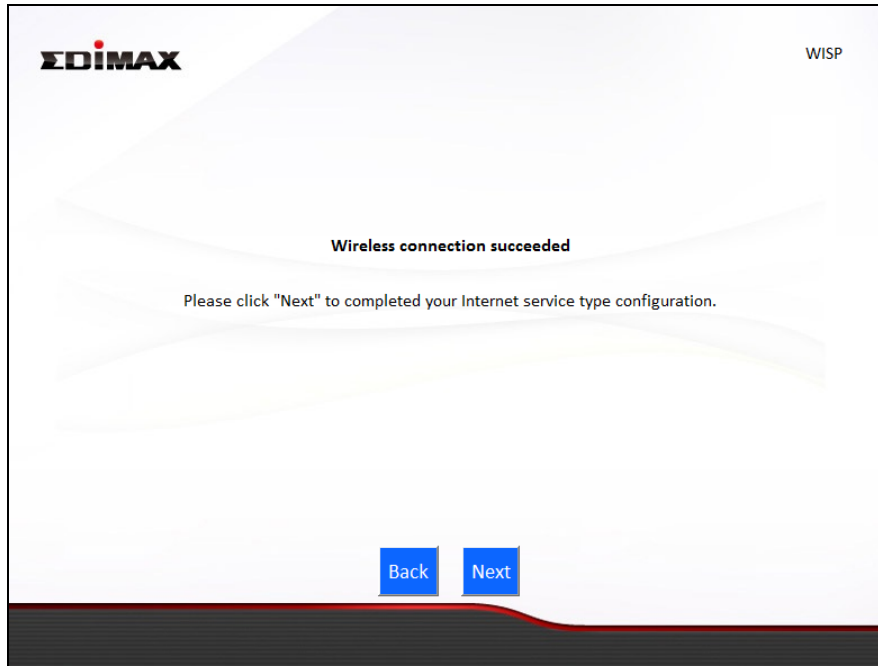 EDIMAX
WISP
Wireless connection succeeded
Please click "Next" to completed your Internet service type configuration.
Back
Next